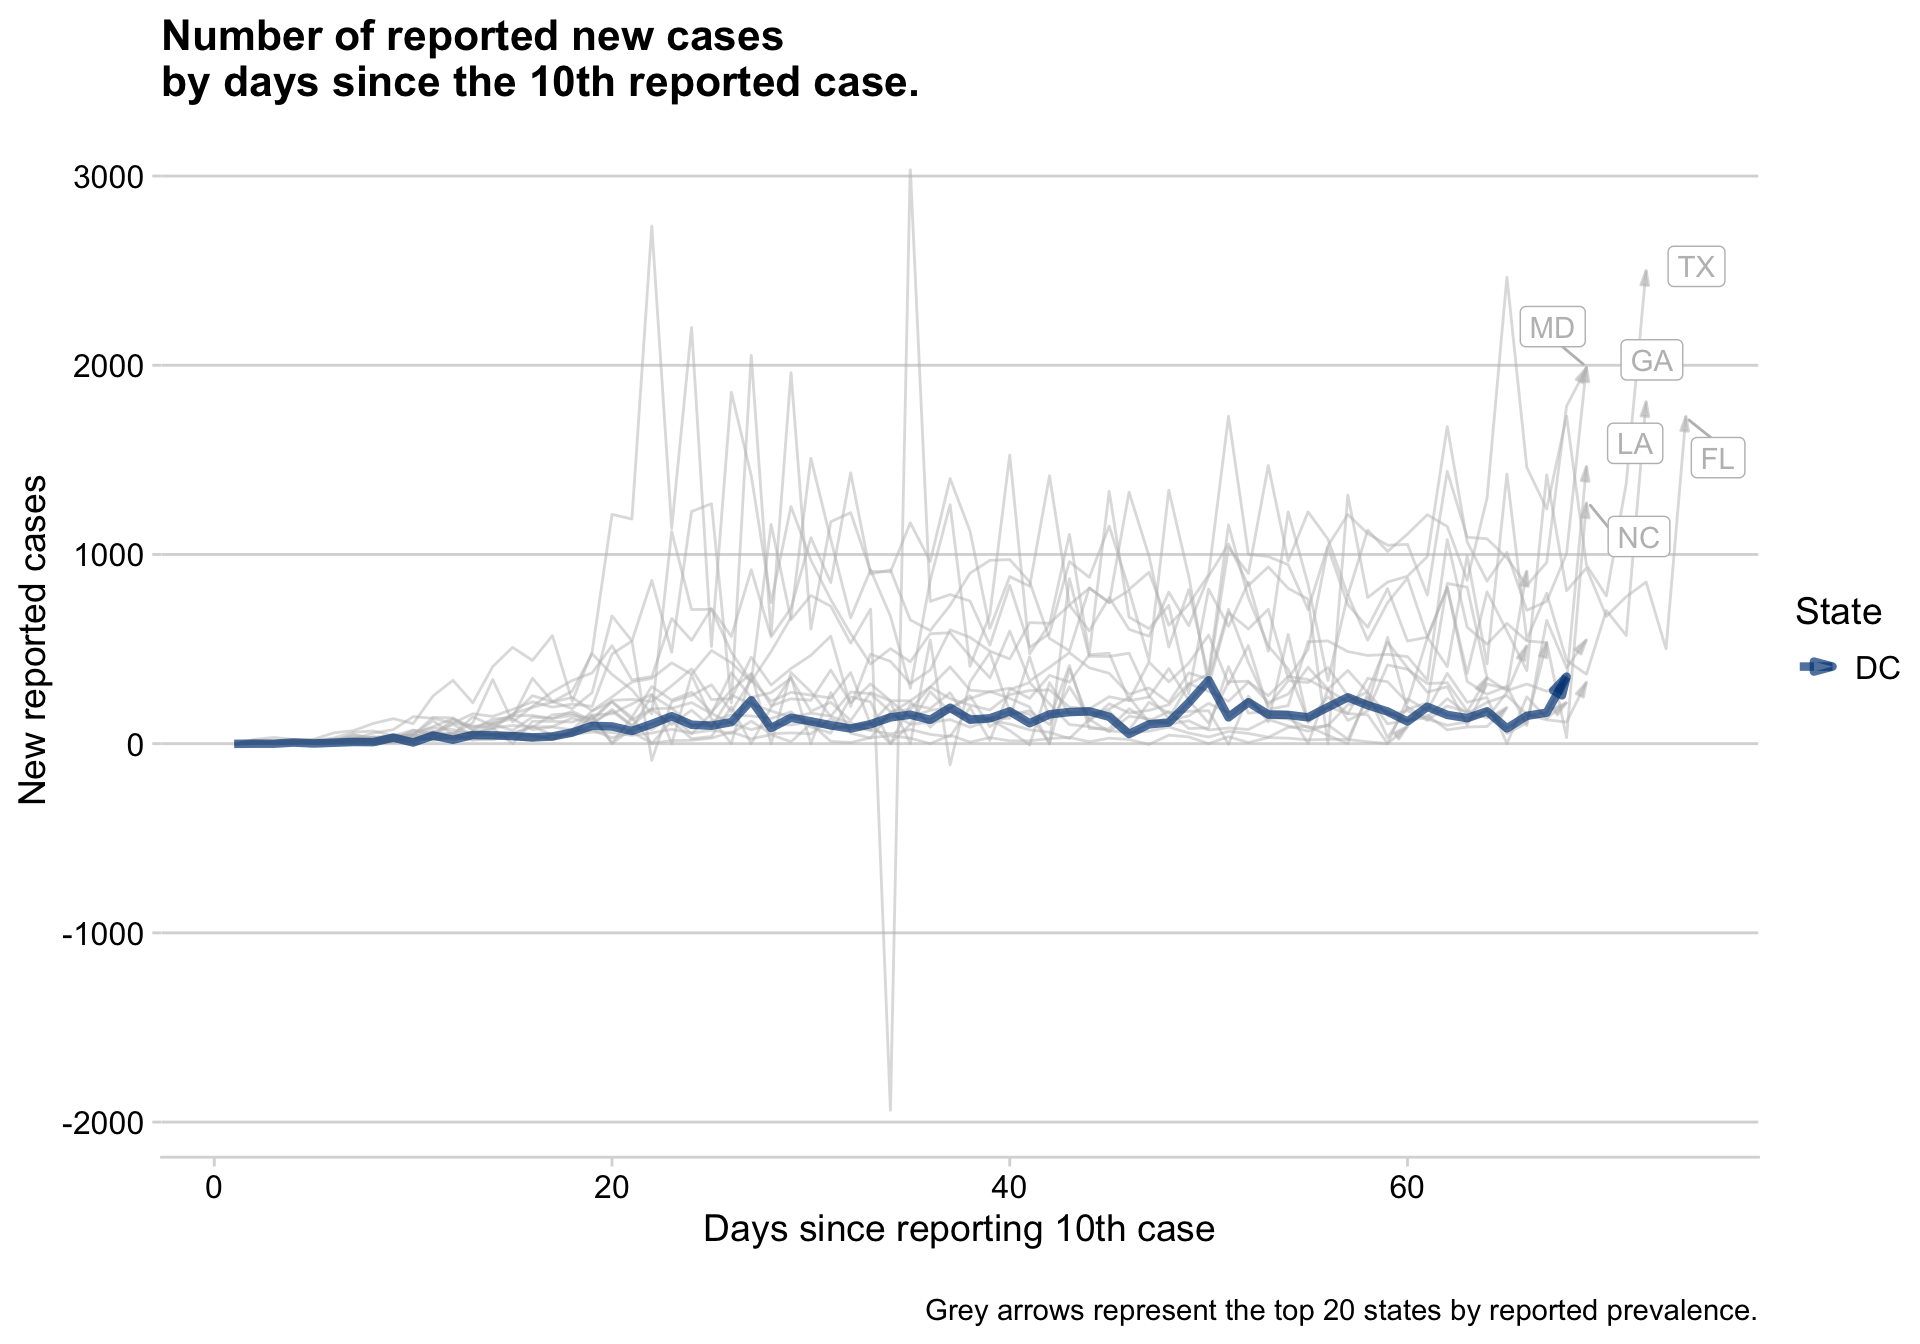 Number of reported new cases
by days since the 10th reported case.
3000
2000
1000
0
-1000
-2000
New reported cases
TX
MD
GA
LA
FL
NC
State
DC
0
20
40
60
Days since reporting 10th case
Grey arrows represent the top 20 states by reported prevalence.